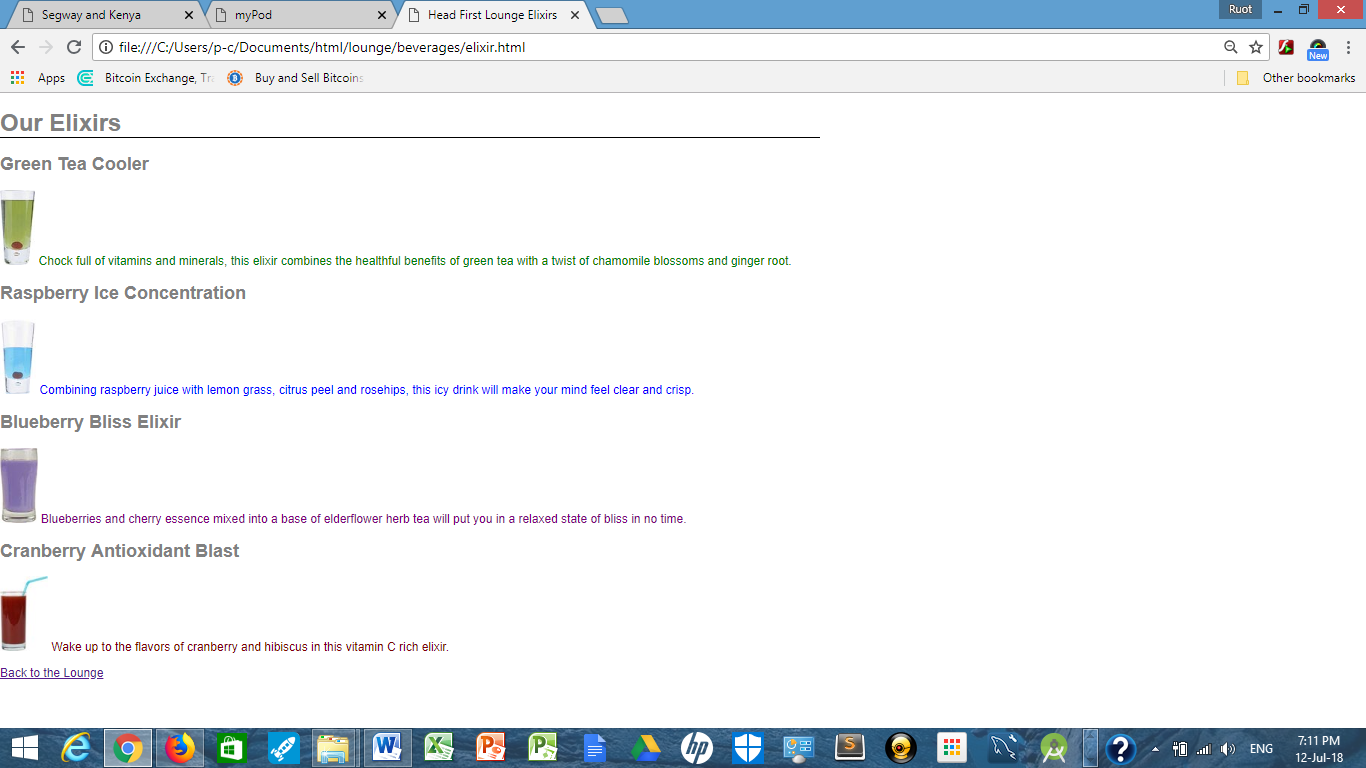 Segway and Kenya
myPod
Head First Lounge Elixirs
Ruot
file:///C:/Users/p-c/Documents/html/lounge/beverages/elixir.html
New
Apps
Bitcoin Exchange, Tra
Buy and Sell Bitcoins
Other bookmarks
Our Elixirs
Green Tea Cooler
Chock full of vitamins and minerals, this elixir combines the healthful benefits of green tea with a twist of chamomile blossoms and ginger root.
Raspberry Ice Concentration
Combining raspberry juice with lemon grass, citrus peel and rosehips, this icy drink will make your mind feel clear and crisp.
Blueberry Bliss Elixir
Blueberries and cherry essence mixed into a base of elderflower herb tea will put you in a relaxed state of bliss in no time.
Cranberry Antioxidant Blast
Wake up to the flavors of cranberry and hibiscus in this vitamin C rich elixir.
Back to the Lounge
ENG
7:11 PM
12-Jul-18